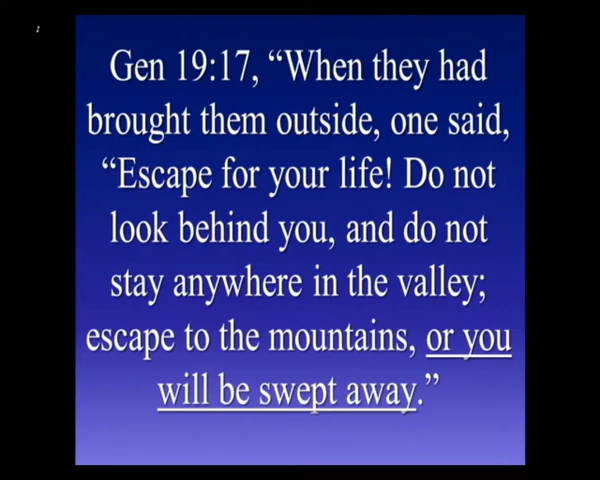 Gen 19:17, “When they had
brought them outside, one said,
“Escape for your life! Do not
look behind you, and do not
stay anywhere in the valley;
escape to the mountains, or you
will be swept away.”